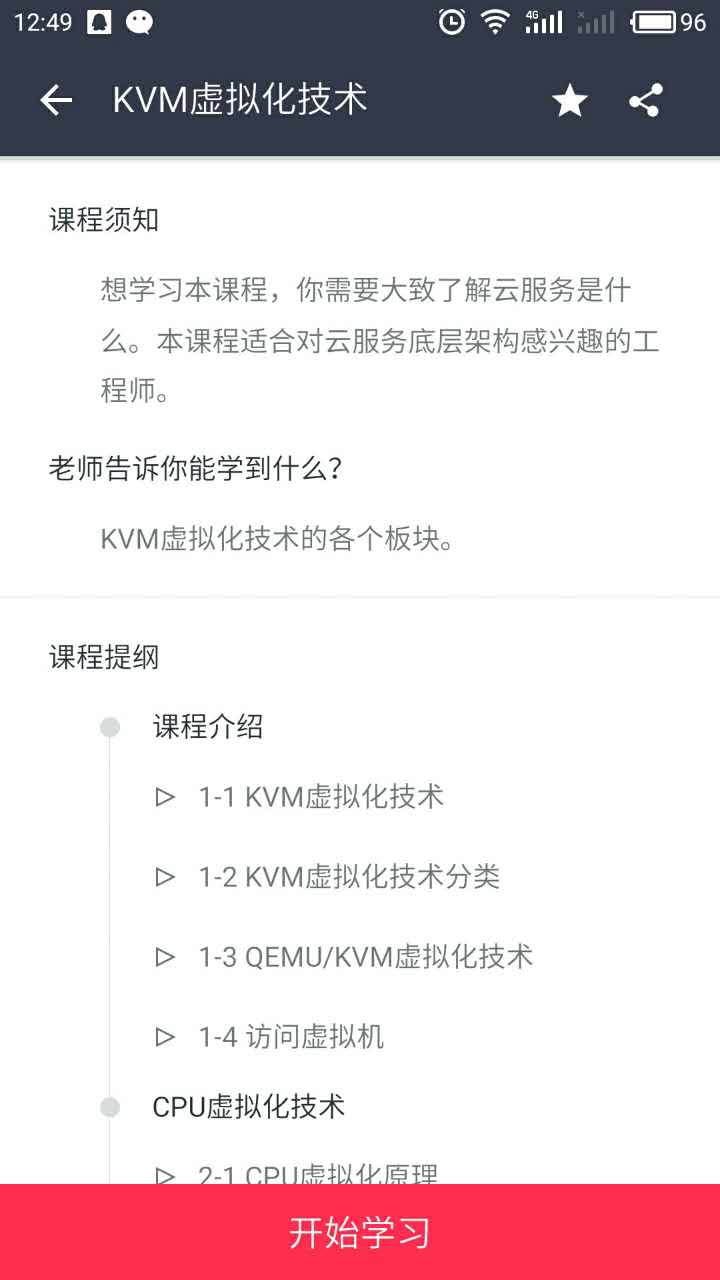 12:49
4G
96
KVM虚拟化技术
课程须知
想学习本课程，你需要大致了解云服务是什
么。本课程适合对云服务底层架构感兴趣的工
程师。
老师告诉你能学到什么？
KVM虚拟化技术的各个板块。
课程提纲
课程介绍
1-1 KVM虚拟化技术
1-2 KVM虚拟化技术分类
1-3 QEMU/KVM虚拟化技术
1-4 访问虚拟机
CPU虚拟化技术
2-1 CPU虚拟化原理
开始学习